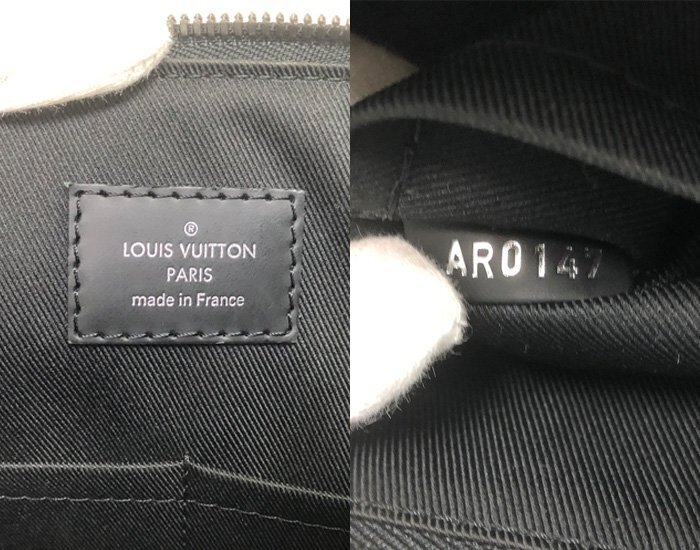 ®
LOUIS VUITTON
PARIS
made in France
AR0147